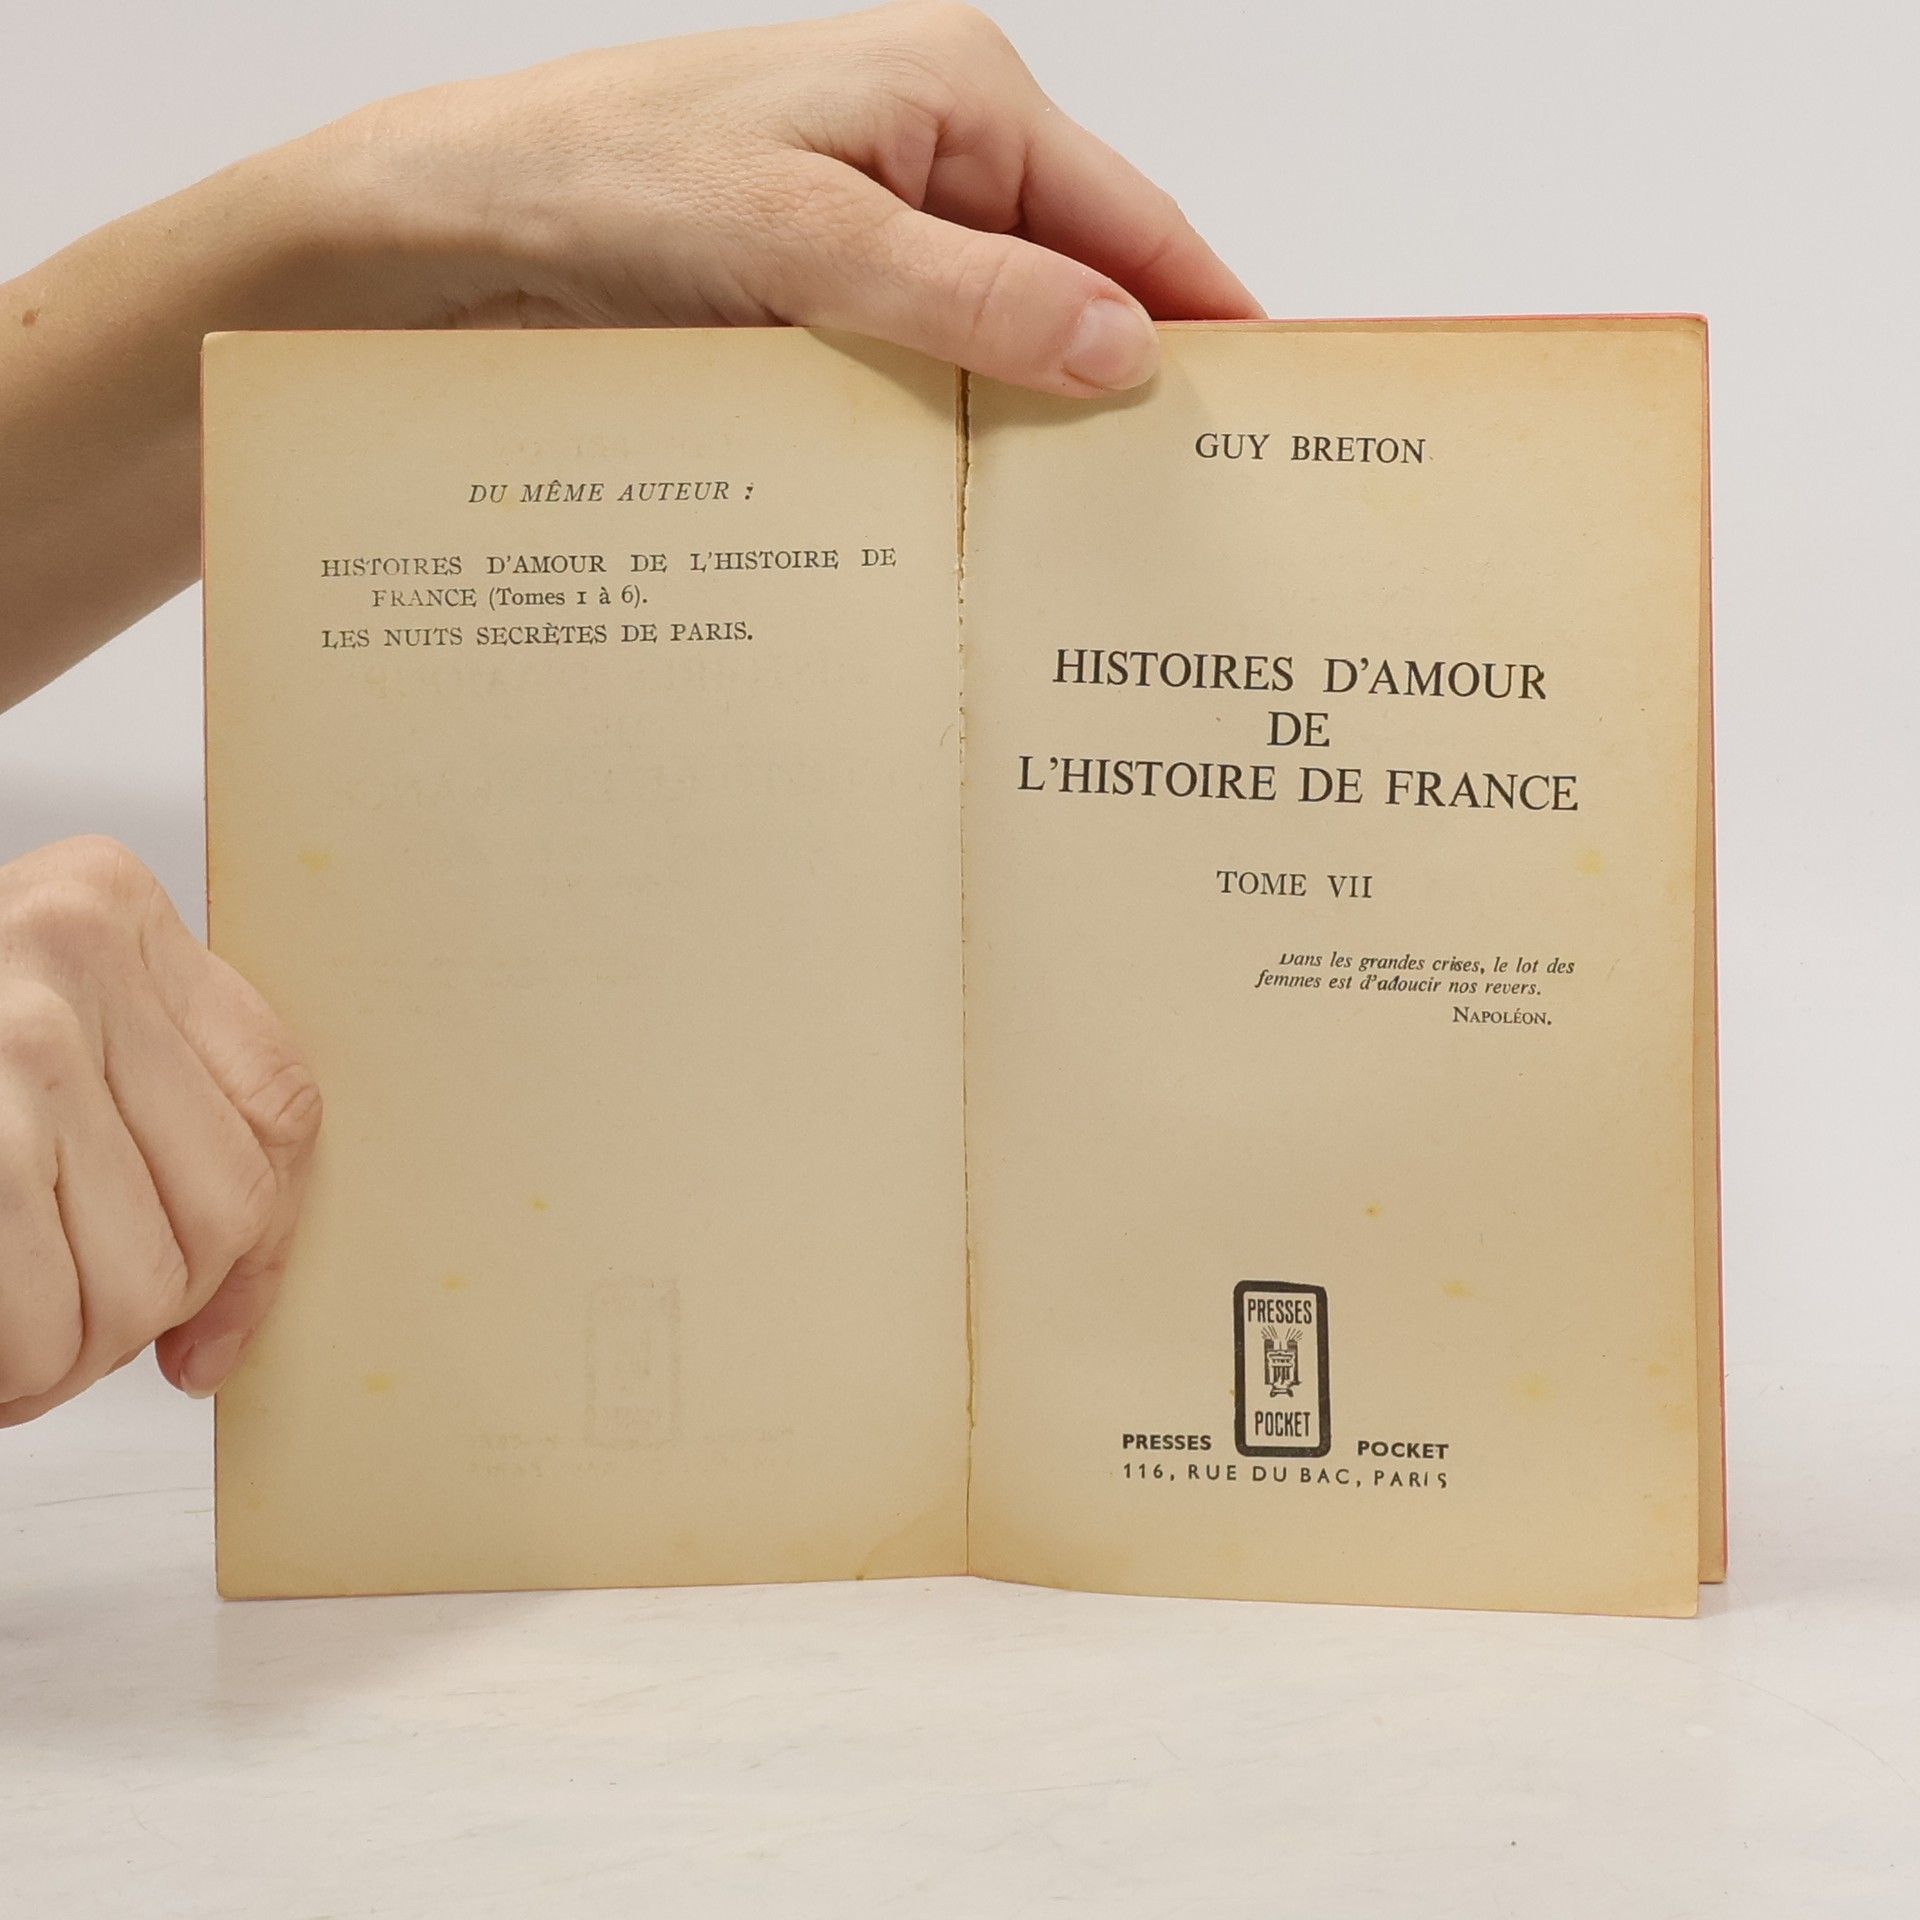 DU MÊME AUTEUR :
HISTOIRES D'AMOUR DE L'HISTOIRE DE
FRANCE (Tomes 1 à 6).
LES NUITS SECRÈTES DE PARIS.
GUY BRETON
HISTOIRES D'AMOUR
DE
L'HISTOIRE DE FRANCE
TOME VII
Dans les grandes crises, le lot des
femmes est d'adoucir nos revers.
NAPOLÉON.
PRESSES
POCKET
PRESSES POCKET
116, RUE DU BAC, PARIS